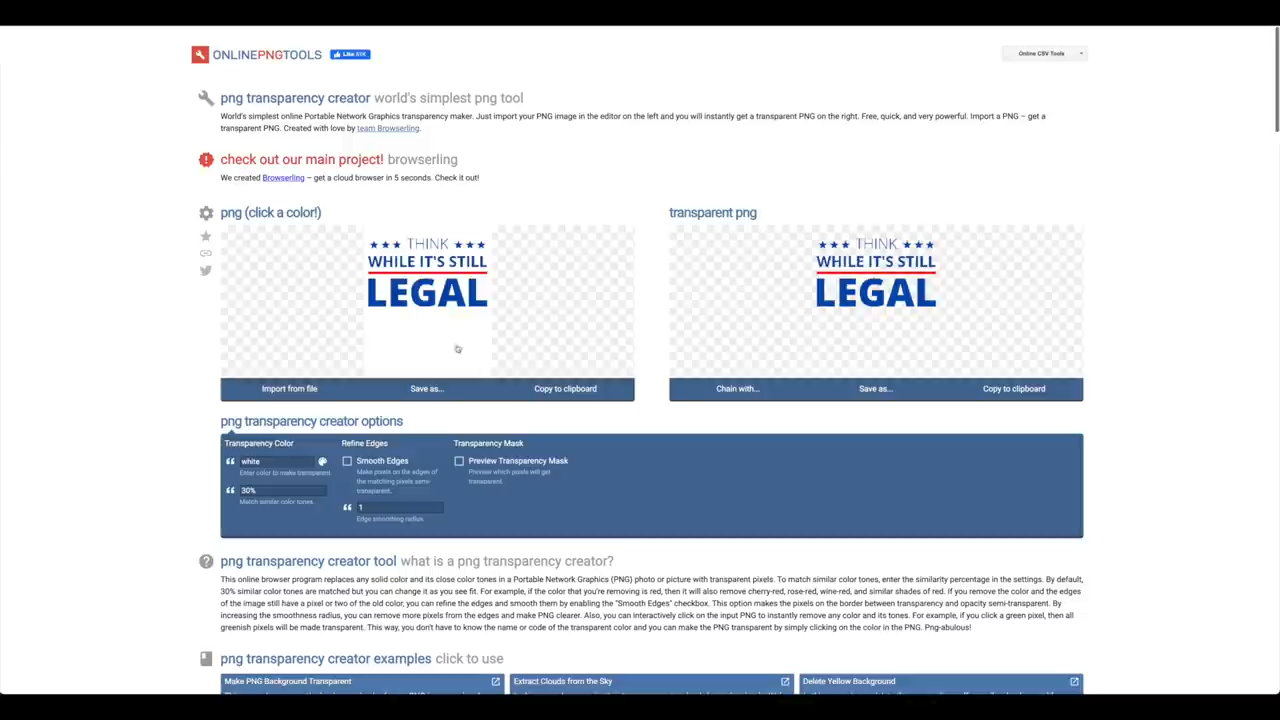 ONLINEPNGTOOLS
Like 51K
Online CSV Tools
png transparency creator world's simplest png tool
World's simplest online Portable Network Graphics transparency maker. Just import your PNG image in the editor on the left and you will instantly get a transparent PNG on the right. Free, quick, and very powerful. Import a PNG – get a
transparent PNG. Created with love by team Browserling.
check out our main project! browserling
We created Browserling – get a cloud browser in 5 seconds. Check it out!
png (click a color!)
THINK
WHILE IT'S STILL
LEGAL
Import from file
Save as...
Copy to clipboard
transparent png
THINK
WHILE IT'S STILL
LEGAL
Chain with...
Save as...
Copy to clipboard
png transparency creator options
Transparency Color
white
Enter color to make transparent.
30%
Match similar color tones.
Refine Edges
Smooth Edges
Make pixels on the edges of
the matching pixels semi-
transparent.
1
Edge smoothing radius.
Transparency Mask
Preview Transparency Mask
Preview which pixels will get
transparent.
png transparency creator tool what is a png transparency creator?
This online browser program replaces any solid color and its close color tones in a Portable Network Graphics (PNG) photo or picture with transparent pixels. To match similar color tones, enter the similarity percentage in the settings. By default,
30% similar color tones are matched but you can change it as you see fit. For example, if the color that you're removing is red, then it will also remove cherry-red, rose-red, wine-red, and similar shades of red. If you remove the color and the edges
of the image still have a pixel or two of the old color, you can refine the edges and smooth them by enabling the "Smooth Edges" checkbox. This option makes the pixels on the border between transparency and opacity semi-transparent. By
increasing the smoothness radius, you can remove more pixels from the edges and make PNG clearer. Also, you can interactively click on the input PNG to instantly remove any color and its tones. For example, if you click a green pixel, then all
greenish pixels will be made transparent. This way, you don't have to know the name or code of the transparent color and you can make the PNG transparent by simply clicking on the color in the PNG. Png-abulous!
png transparency creator examples click to use
Make PNG Background Transparent
Extract Clouds from the Sky
Delete Yellow Background